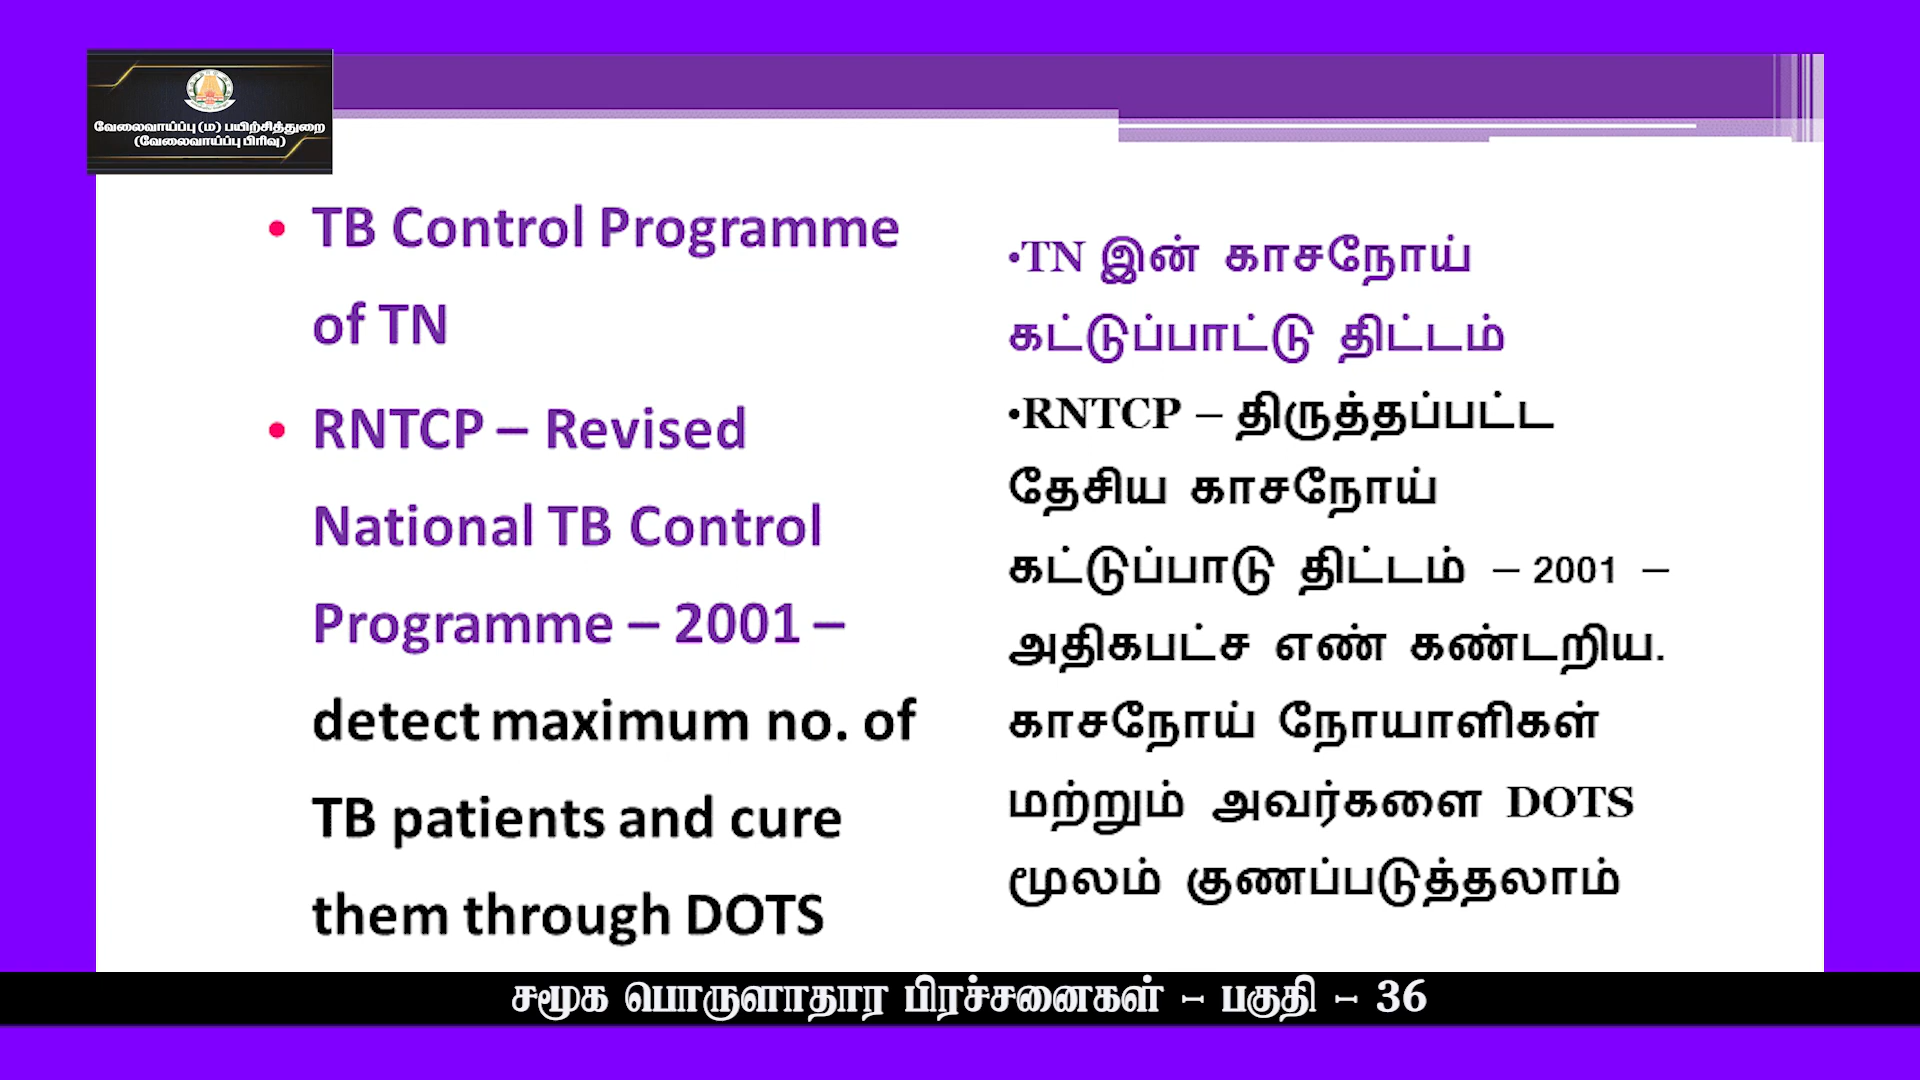 வேலைவாய்ப்பு (ம) பயிற்சித்துறை
(வேலைவாய்ப்பு பிரிவு)
• TB Control Programme
of TN
• RNTCP – Revised
National TB Control
Programme – 2001 –
detect maximum no. of
TB patients and cure
them through DOTS
•TN இன் காசநோய்
கட்டுப்பாட்டு திட்டம்
•RNTCP – திருத்தப்பட்ட
தேசிய காசநோய்
கட்டுப்பாடு திட்டம் – 2001 –
அதிகபட்ச எண் கண்டறிய.
காசநோய் நோயாளிகள்
மற்றும் அவர்களை DOTS
மூலம் குணப்படுத்தலாம்
சமூக பொருளாதார பிரச்சனைகள் – பகுதி – 36